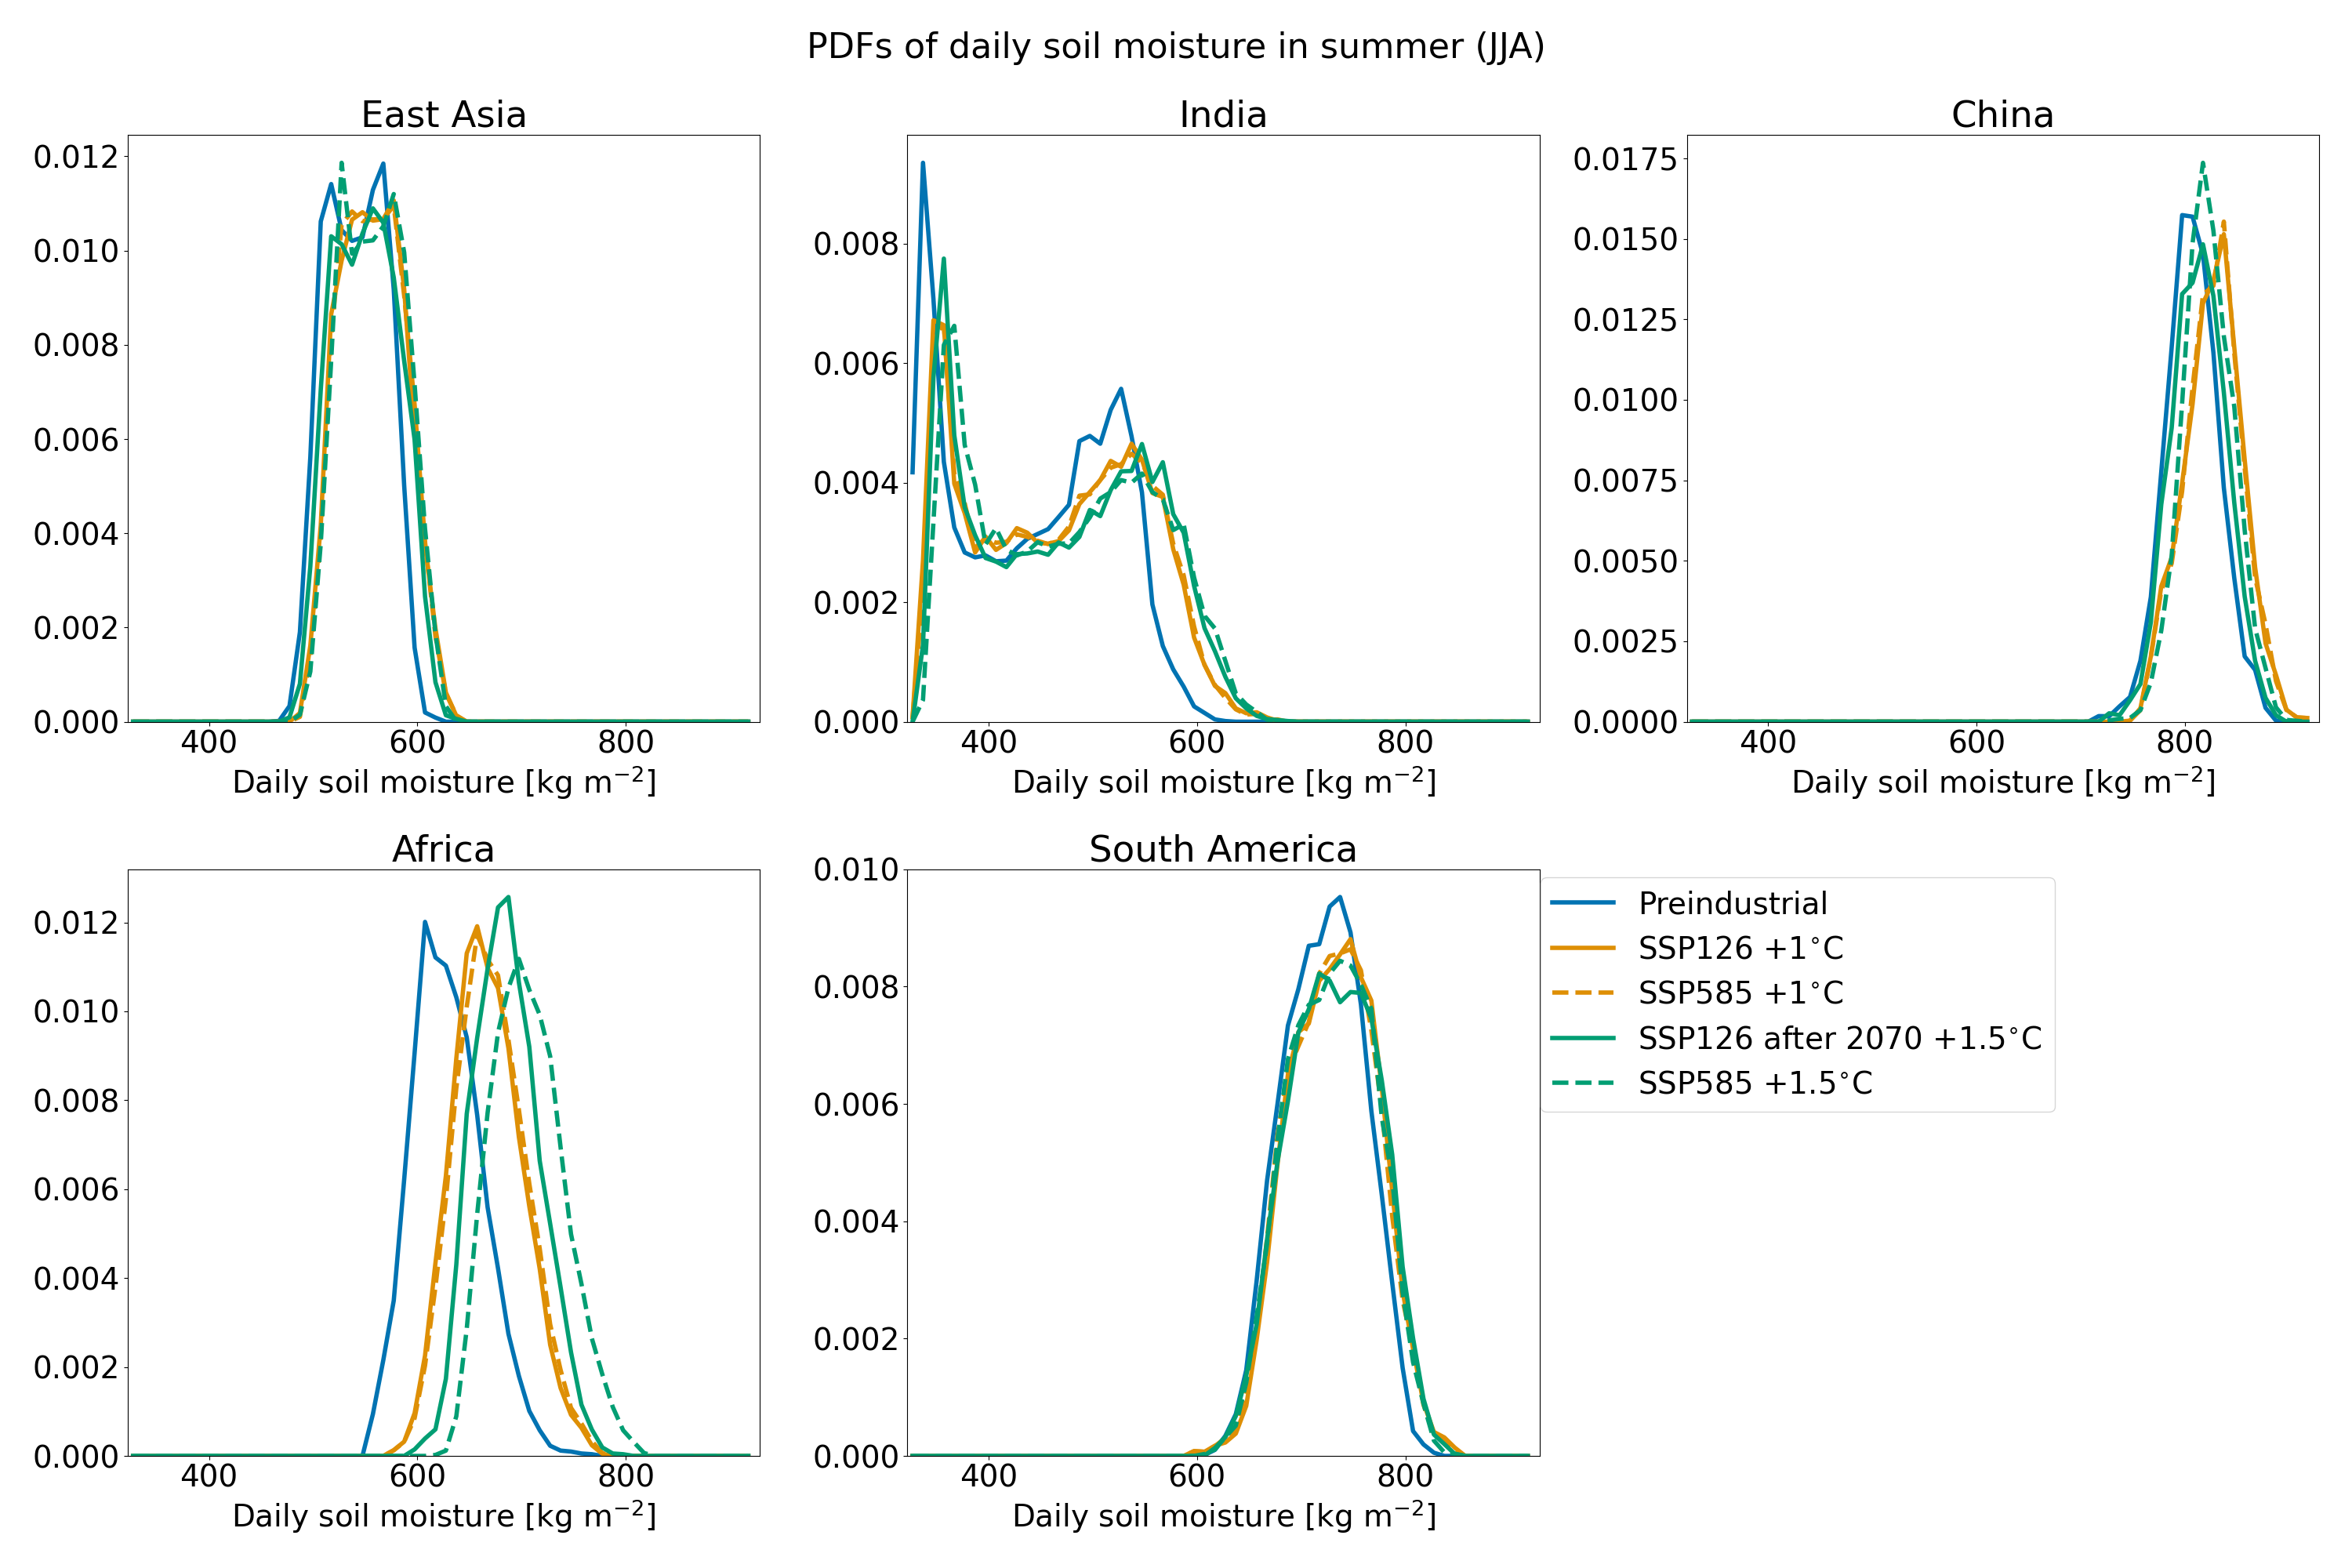 PDFs of daily soil moisture in summer (JJA)
East Asia
0.012
0.010
0.008
0.006
0.004
0.002
0.000
400 600 800
Daily soil moisture [kg m⁻²]
India
0.008
0.006
0.004
0.002
0.000
400 600 800
Daily soil moisture [kg m⁻²]
China
0.0175
0.0150
0.0125
0.0100
0.0075
0.0050
0.0025
0.0000
400 600 800
Daily soil moisture [kg m⁻²]
Africa
0.012
0.010
0.008
0.006
0.004
0.002
0.000
400 600 800
Daily soil moisture [kg m⁻²]
South America
0.010
0.008
0.006
0.004
0.002
0.000
400 600 800
Daily soil moisture [kg m⁻²]
Preindustrial
SSP126 +1°C
SSP585 +1°C
SSP126 after 2070 +1.5°C
SSP585 +1.5°C